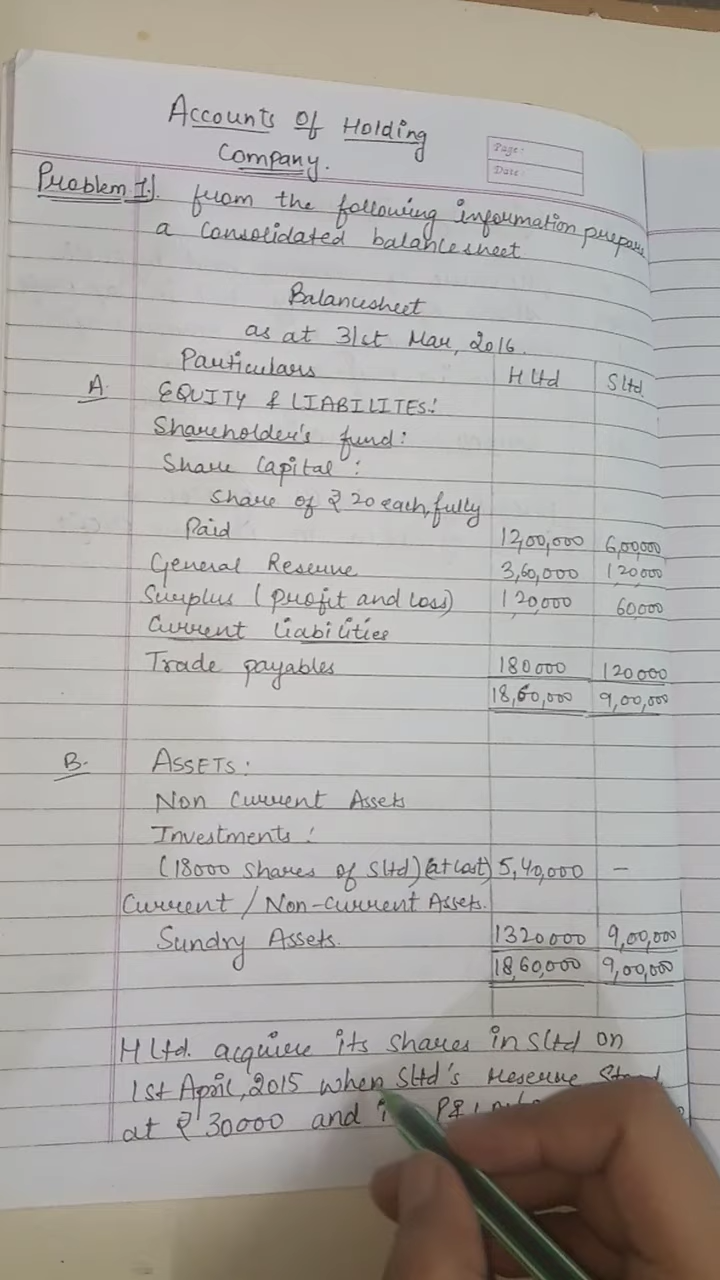 Accounts of Holding
Company.
Page:
Date:
Problem 1). from the following information prepare
a consolidated balancesheet
Balancesheet
as at 31st Mar, 2016.
Particulars H Ltd S Ltd.
A EQUITY & LIABILITES:
Shareholder's fund:
Share Capital:
Share of ₹ 20 each, fully
Paid 12,00,000 6,00,000
General Reserve 3,60,000 120000
Surplus (profit and loss) 120,000 60000
Current liabilities
Trade payables 180000 120000
18,60,000 9,00,000
B. ASSETS:
Non Current Assets
Investments:
(18000 shares of S Ltd) (at cost) 5,40,000 —
Current / Non-Current Assets.
Sundry Assets. 1320000 9,00,000
18,60,000 9,00,000
H Ltd. acquire its shares in S Ltd on
1st April, 2015 when S Ltd's Reserve
at ₹ 30000 and